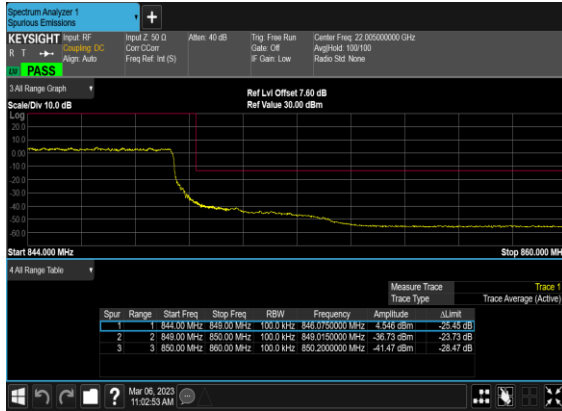 Spectrum Analyzer 1
Spurious Emissions
KEYSIGHT Input: RF Input Z: 50 Ω Atten: 40 dB Trig: Free Run Center Freq: 22.005000000 GHz
R T Coupling: DC Corr CCorr Gate: Off Avg|Hold: 100/100
Align: Auto Freq Ref: Int (S) IF Gain: Low Radio Std: None
PASS
3 All Range Graph Ref Lvl Offset 7.60 dB
Scale/Div 10.0 dB Ref Value 30.00 dBm
Log
20.0
10.0
0.00
-10.0
-20.0
-30.0
-40.0
-50.0
-60.0
Start 844.000 MHz Stop 860.000 MH
4 All Range Table
Measure Trace Trace 1
Trace Type Trace Average (Active)
Spur Range Start Freq Stop Freq RBW Frequency Amplitude ΔLimit
1 1 844.00 MHz 849.00 MHz 100.0 kHz 846.0750000 MHz 4.546 dBm -25.45 dB
2 2 849.00 MHz 850.00 MHz 100.0 kHz 849.0150000 MHz -36.73 dBm -23.73 dB
3 3 850.00 MHz 860.00 MHz 100.0 kHz 850.2000000 MHz -41.47 dBm -28.47 dB
Mar 06, 2023
11:02:53 AM